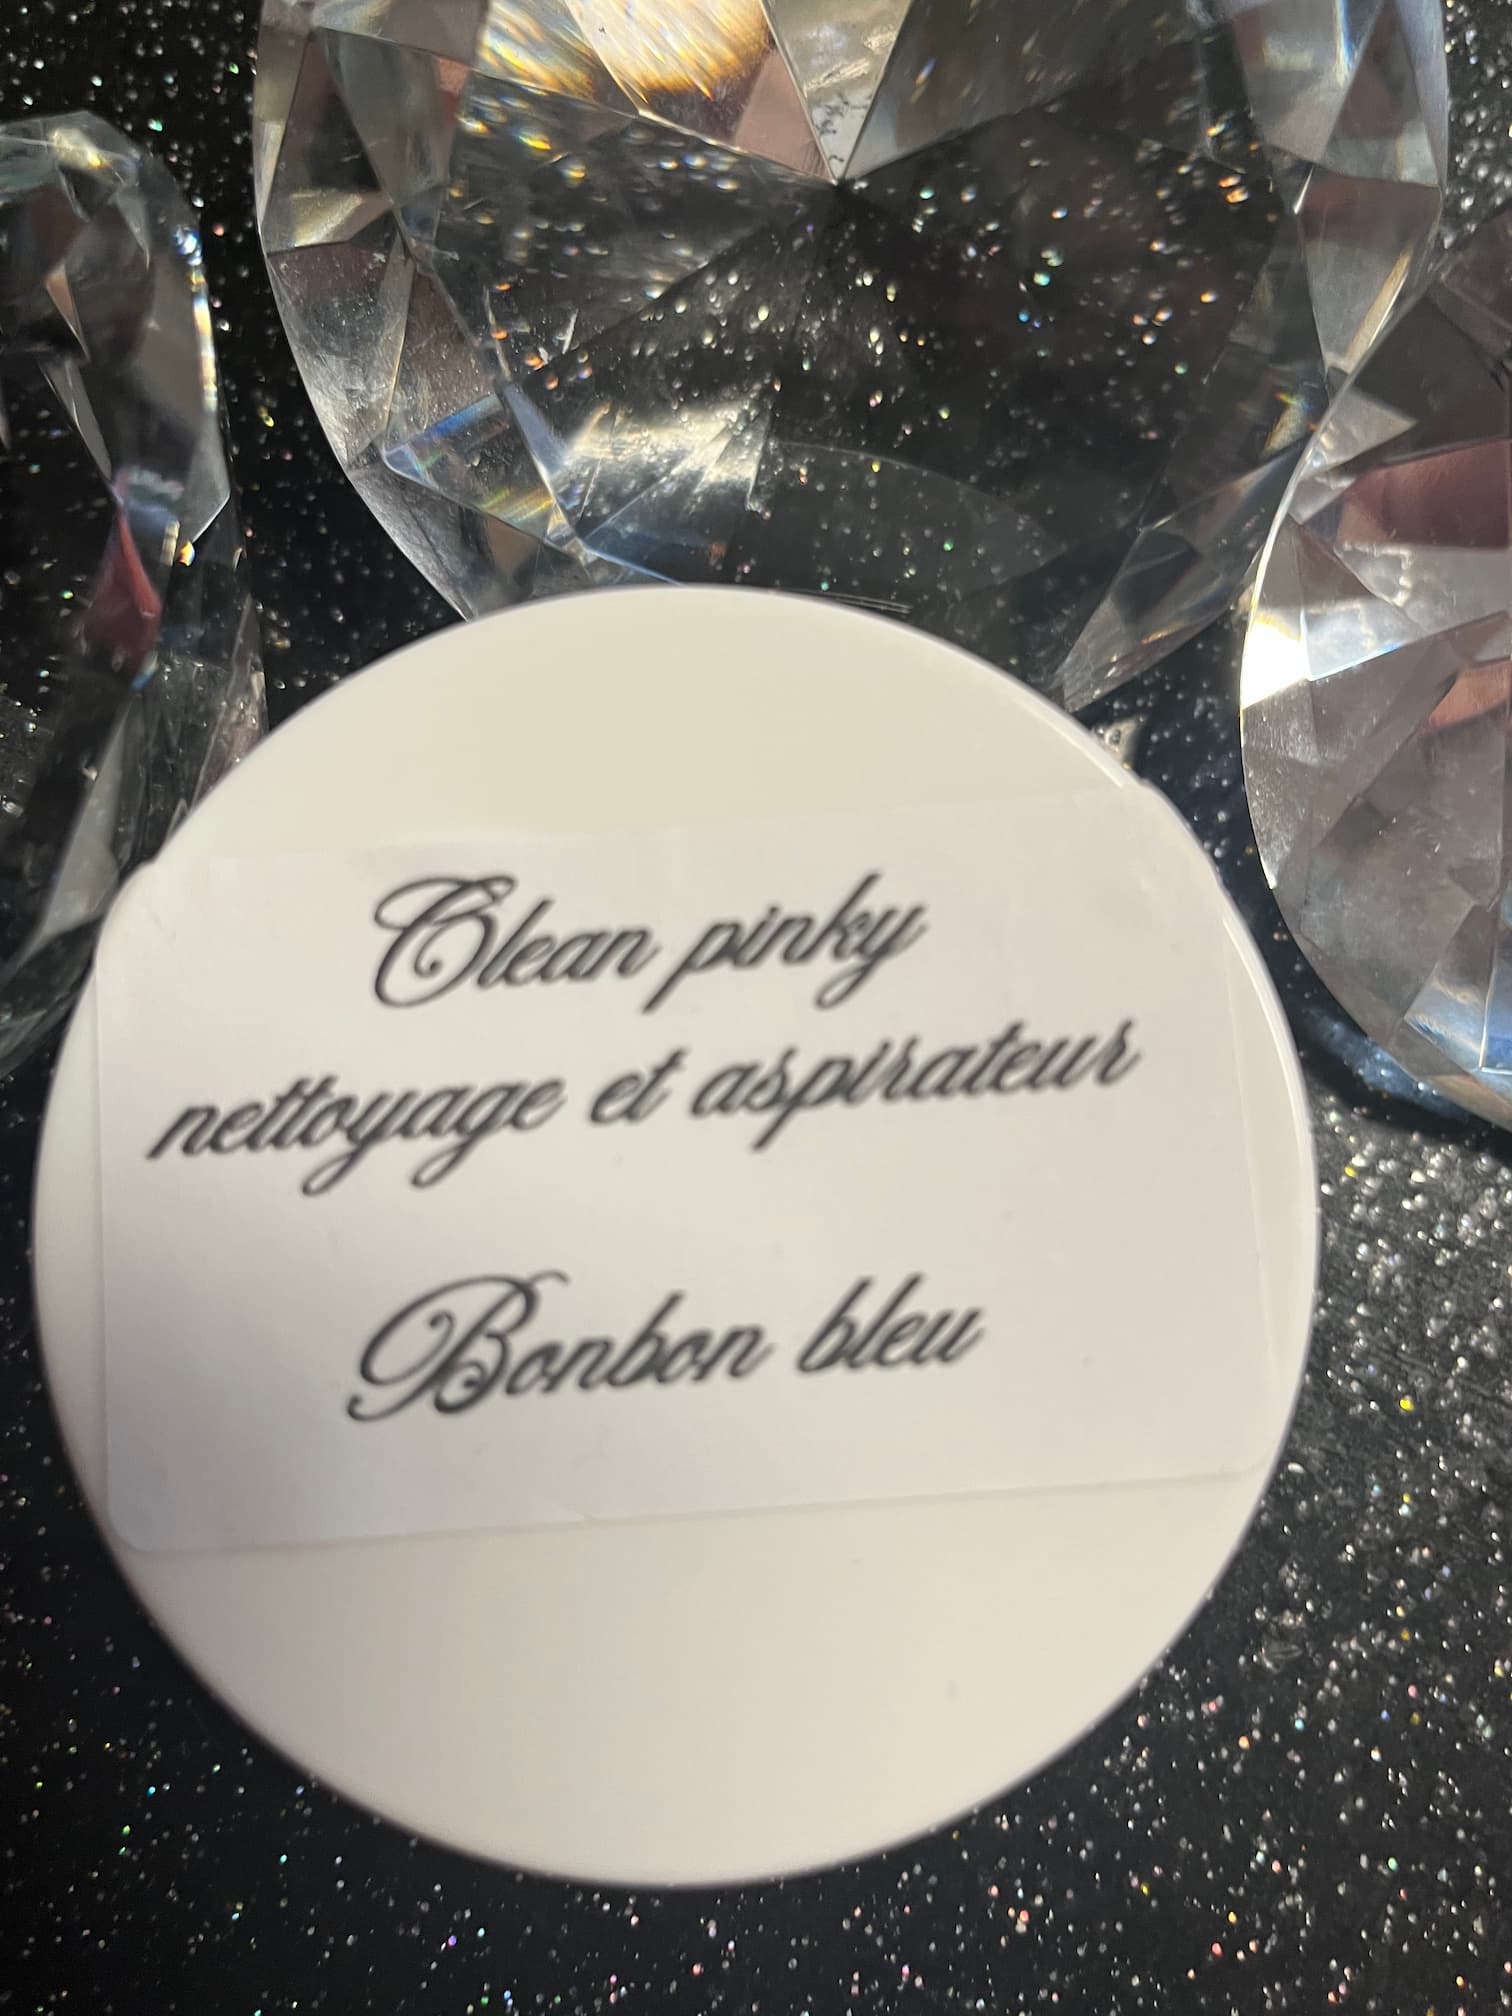 Clean pinky
nettoyage et aspirateur
Bonbon bleu